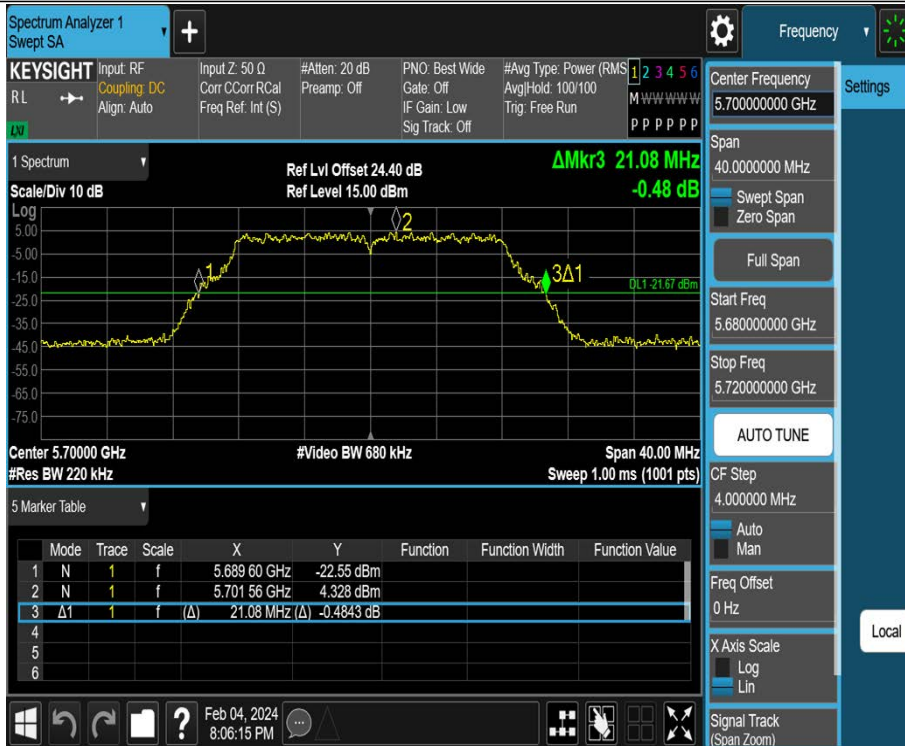 Spectrum Analyzer 1
Swept SA
+
Frequency
Settings
KEYSIGHT
RL
LXI
Input: RF
Coupling: DC
Align: Auto
Input Z: 50 Ω
Corr CCorr RCal
Freq Ref: Int (S)
#Atten: 20 dB
Preamp: Off
PNO: Best Wide
Gate: Off
IF Gain: Low
Sig Track: Off
#Avg Type: Power (RMS
Avg|Hold: 100/100
Trig: Free Run
1 2 3 4 5 6
M W W W W W
P P P P P P
1 Spectrum
Scale/Div 10 dB
Ref Lvl Offset 24.40 dB
Ref Level 15.00 dBm
ΔMkr3 21.08 MHz
-0.48 dB
Log
5.00
-5.00
-15.0
-25.0
-35.0
-45.0
-55.0
-65.0
-75.0
1
2
3Δ1
DL1 -21.67 dBm
Center 5.70000 GHz
#Video BW 680 kHz
Span 40.00 MHz
#Res BW 220 kHz
Sweep 1.00 ms (1001 pts)
5 Marker Table
Mode Trace Scale X Y Function Function Width Function Value
1 N 1 f 5.689 60 GHz -22.55 dBm
2 N 1 f 5.701 56 GHz 4.328 dBm
3 Δ1 1 f (Δ) 21.08 MHz (Δ) -0.4843 dB
4
5
6
Feb 04, 2024
8:06:15 PM
?
Center Frequency
5.700000000 GHz
Span
40.0000000 MHz
Swept Span
Zero Span
Full Span
Start Freq
5.680000000 GHz
Stop Freq
5.720000000 GHz
AUTO TUNE
CF Step
4.000000 MHz
Auto
Man
Freq Offset
0 Hz
X Axis Scale
Log
Lin
Signal Track
(Span Zoom)
Local